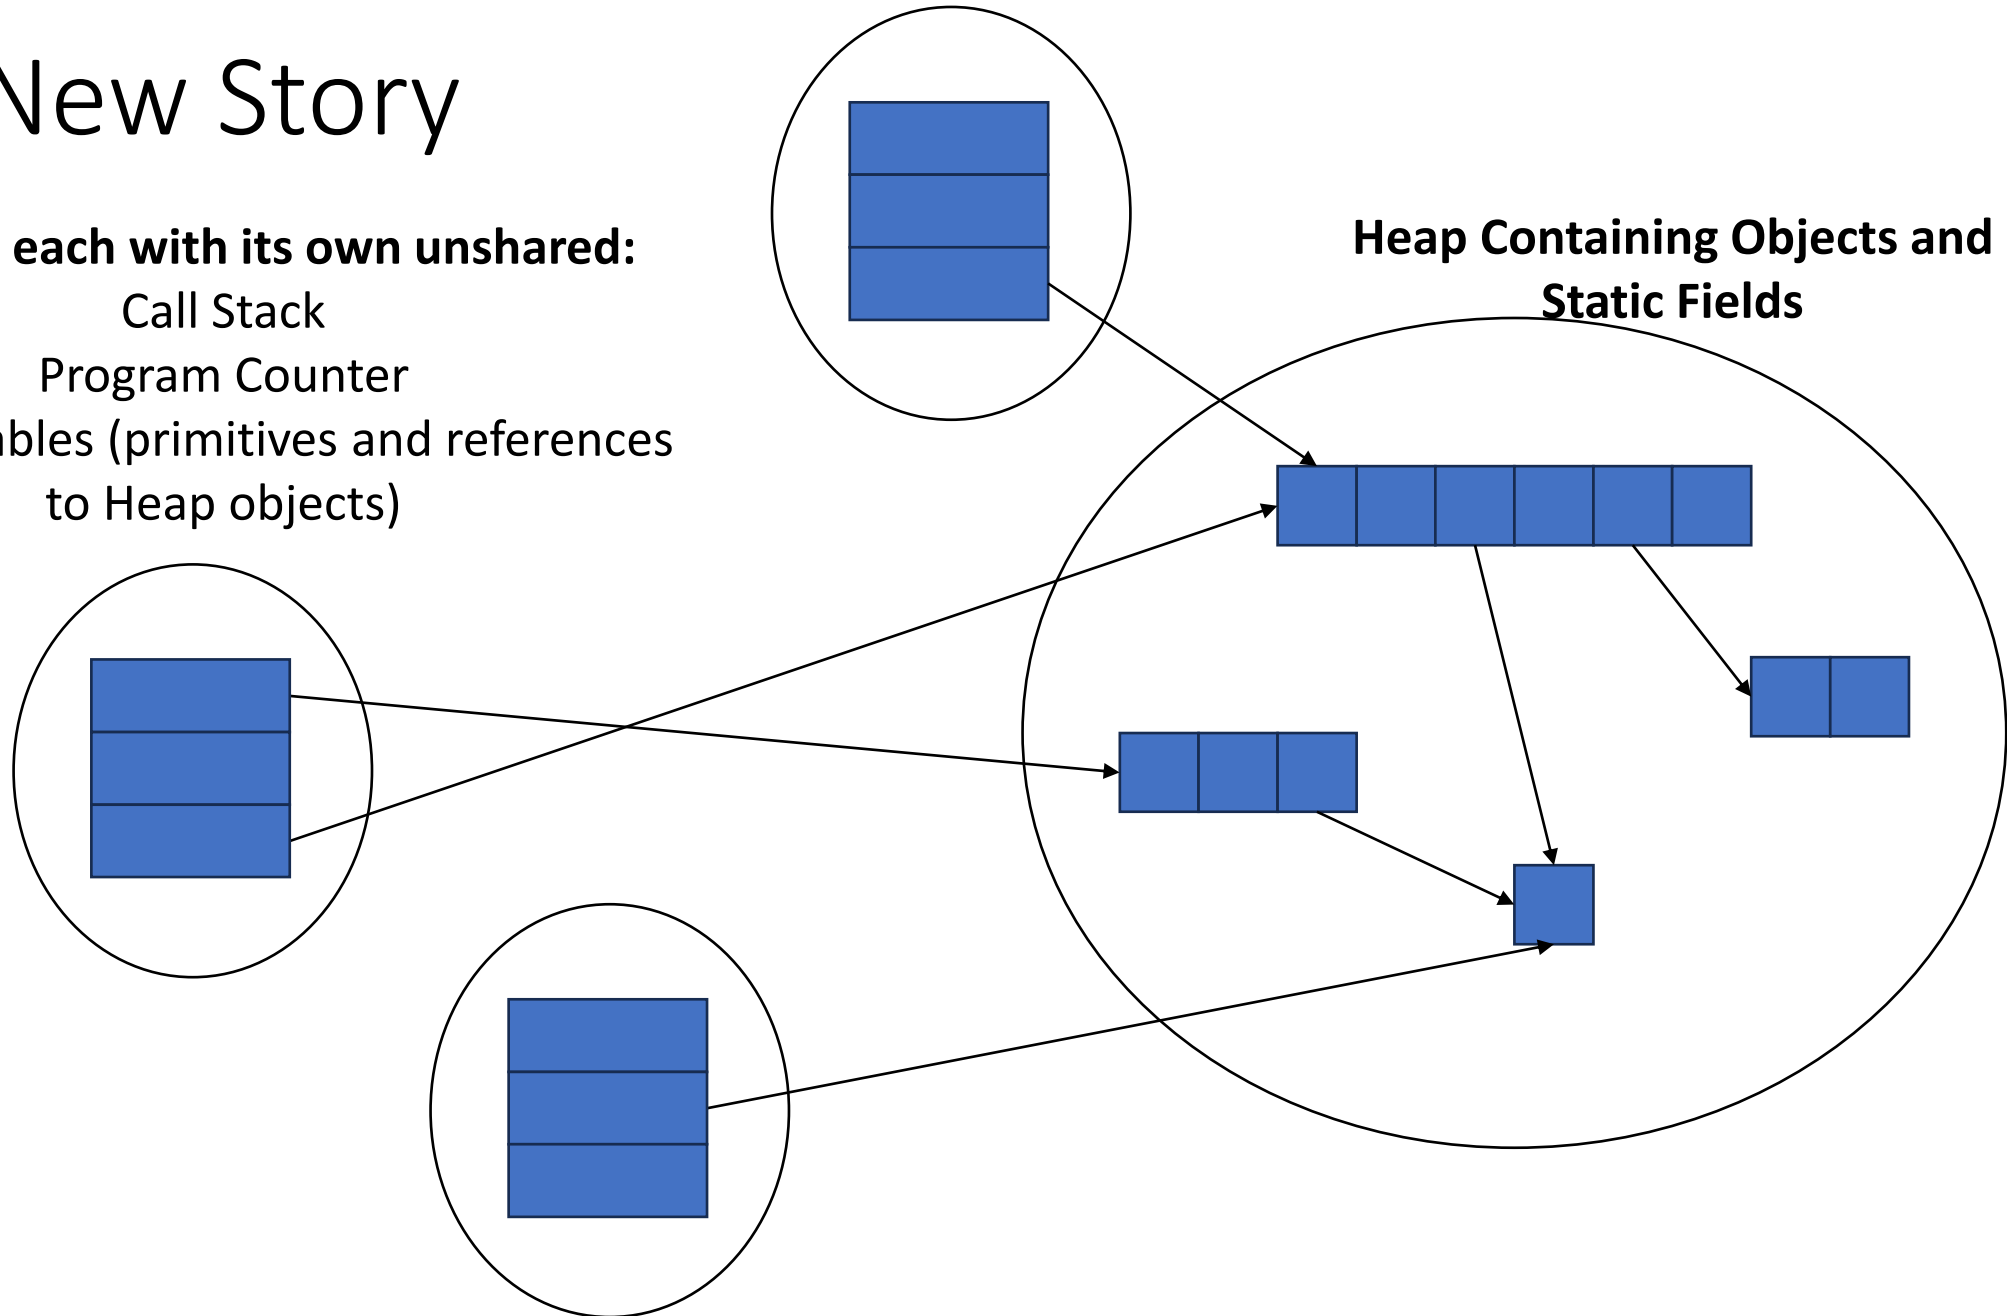 New Story
each with its own unshared:
Call Stack
Program Counter
(primitives and references
to Heap objects)
Heap Containing Objects and
Static Fields